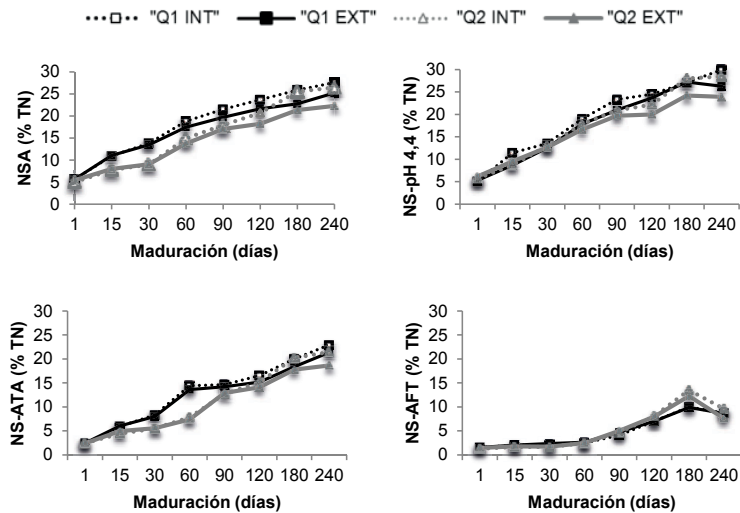 "Q1 INT" "Q1 EXT" "Q2 INT" "Q2 EXT"
NSA (% TN)
30
25
20
15
10
5
0
1 15 30 60 90 120 180 240
Maduración (días)
NS-pH 4,4 (% TN)
30
25
20
15
10
5
0
1 15 30 60 90 120 180 240
Maduración (días)
NS-ATA (% TN)
30
25
20
15
10
5
0
1 15 30 60 90 120 180 240
Maduración (días)
NS-AFT (% TN)
30
25
20
15
10
5
0
1 15 30 60 90 120 180 240
Maduración (días)